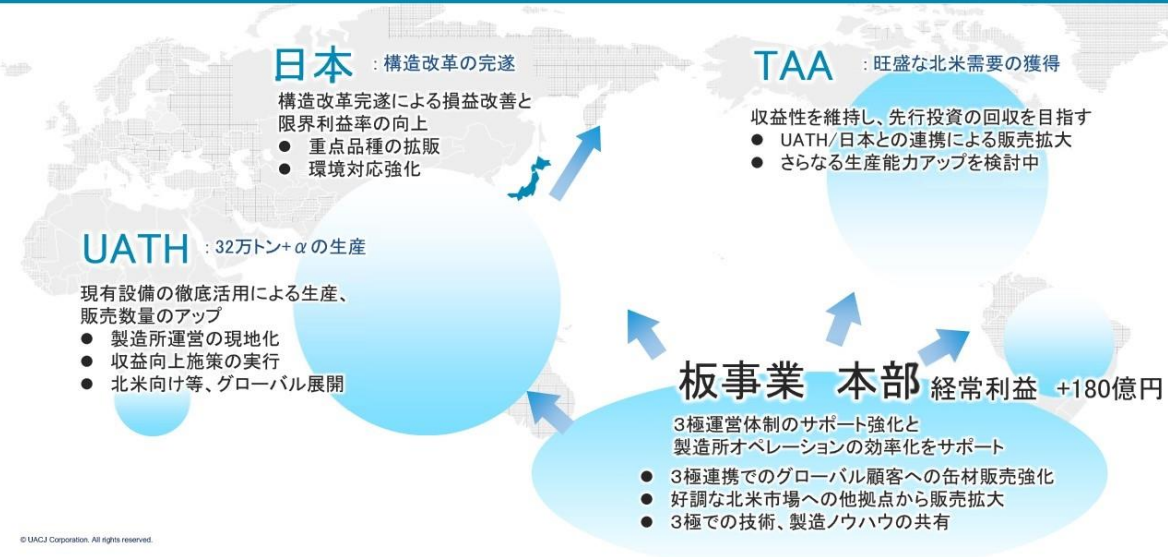 日本 :構造改革の完遂
構造改革完遂による損益改善と
限界利益率の向上
● 重点品種の拡販
● 環境対応強化
TAA :旺盛な北米需要の獲得
収益性を維持し、先行投資の回収を目指す
● UATH/日本との連携による販売拡大
● さらなる生産能力アップを検討中
UATH :32万トン+αの生産
現有設備の徹底活用による生産、
販売数量のアップ
● 製造所運営の現地化
● 収益向上施策の実行
● 北米向け等、グローバル展開
板事業 本部 経常利益 +180億円
3極運営体制のサポート強化と
製造所オペレーションの効率化をサポート
● 3極連携でのグローバル顧客への缶材販売強化
● 好調な北米市場への他拠点から販売拡大
● 3極での技術、製造ノウハウの共有
© UACJ Corporation. All rights reserved.